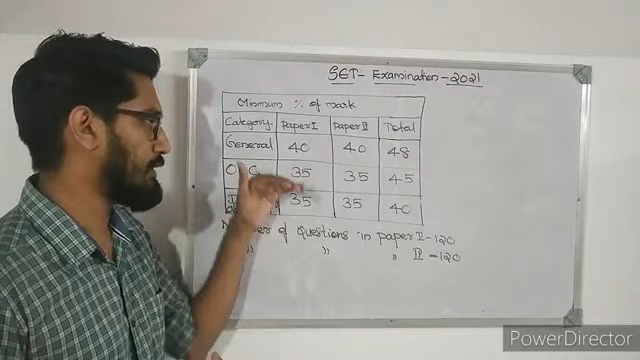 SET- Examination-2021
Minimum % of mark
Category Paper I Paper II Total
General 40 40 48
35 35 45
35 35 40
Number of questions in paper I-120
" " " II -120
PowerDirector